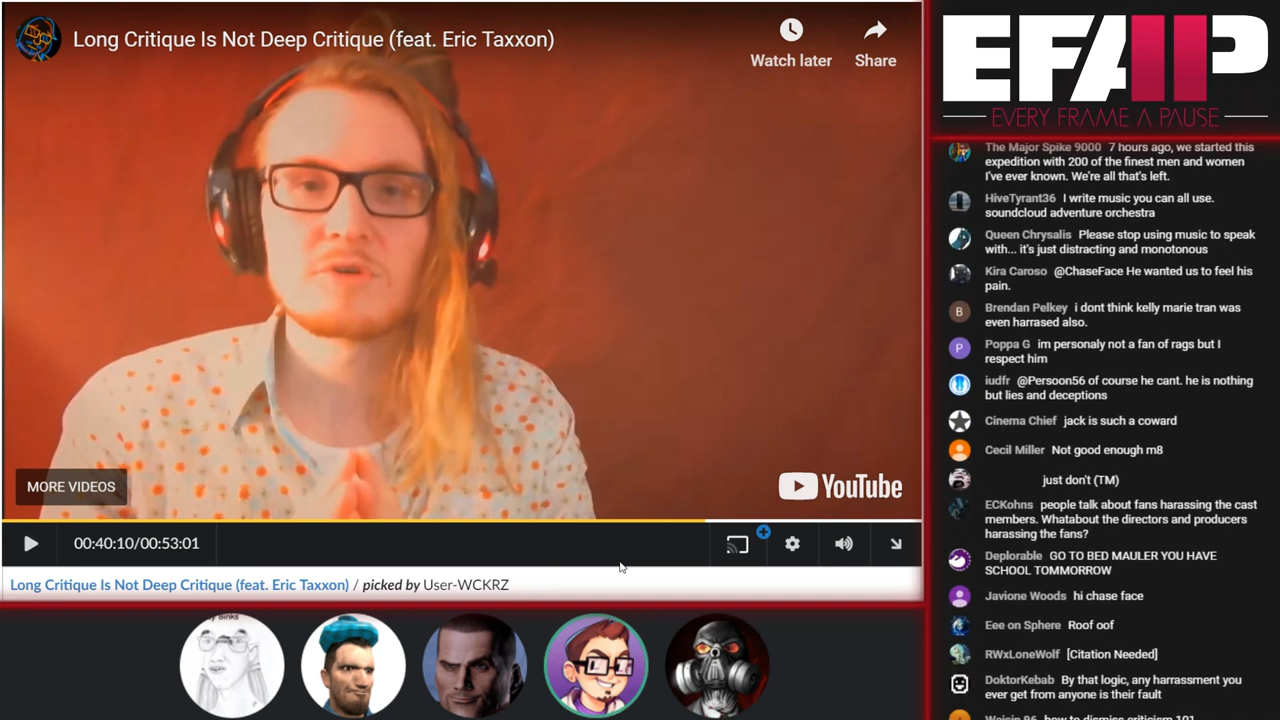 Long Critique Is Not Deep Critique (feat. Eric Taxxon)
Watch later
Share
MORE VIDEOS
YouTube
00:40:10/00:53:01
Long Critique Is Not Deep Critique (feat. Eric Taxxon) / picked by User-WCKRZ
EFAP
EVERY FRAME A PAUSE
The Major Spike 9000 7 hours ago, we started this
expedition with 200 of the finest men and women
I've ever known. We're all that's left.
HiveTyrant36 I write music you can all use.
soundcloud adventure orchestra
Queen Chrysalis Please stop using music to speak
with... it's just distracting and monotonous
Kira Caroso @ChaseFace He wanted us to feel his
pain.
B
Brendan Pelkey i dont think kelly marie tran was
even harrased also.
P
Poppa G im personaly not a fan of rags but I
respect him
iudfr @Persoon56 of course he cant. he is nothing
but lies and deceptions
Cinema Chief jack is such a coward
Cecil Miller Not good enough m8
just don't (TM)
ECKohns people talk about fans harassing the cast
members. Whatabout the directors and producers
harassing the fans?
Deplorable GO TO BED MAULER YOU HAVE
SCHOOL TOMMORROW
Javione Woods hi chase face
Eee on Sphere Roof oof
RWxLoneWolf [Citation Needed]
DoktorKebab By that logic, any harrassment you
ever get from anyone is their fault
how to dismiss criticism 101